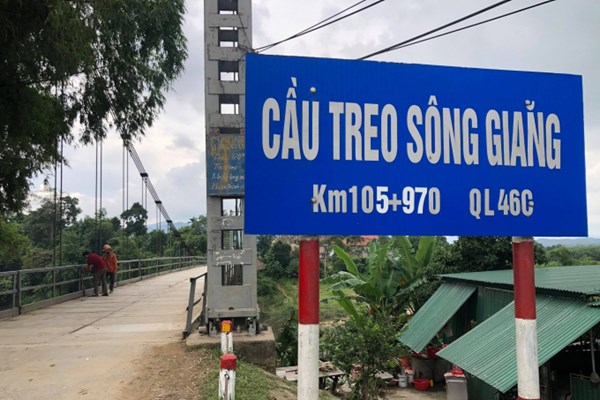 CẦU TREO SÔNG GIĂNG
Km105+970 QL46C